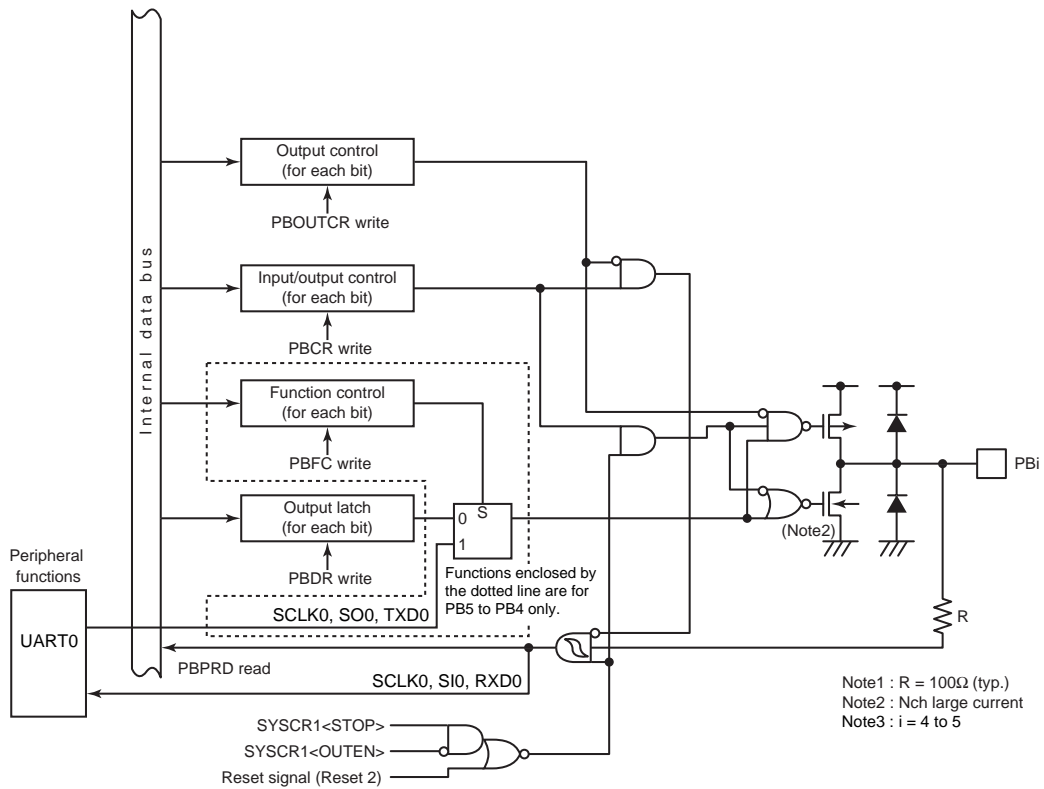 Internal data bus
Output control
(for each bit)
PBOUTCR write
Input/output control
(for each bit)
PBCR write
Function control
(for each bit)
PBFC write
Output latch
(for each bit)
PBDR write
0
S
1
Functions enclosed by
the dotted line are for
PB5 to PB4 only.
(Note2)
PBi
R
Peripheral
functions
UART0
SCLK0, SO0, TXD0
PBPRD read
SCLK0, SI0, RXD0
SYSCR1<STOP>
SYSCR1<OUTEN>
Reset signal (Reset 2)
Note1 : R = 100Ω (typ.)
Note2 : Nch large current
Note3 : i = 4 to 5